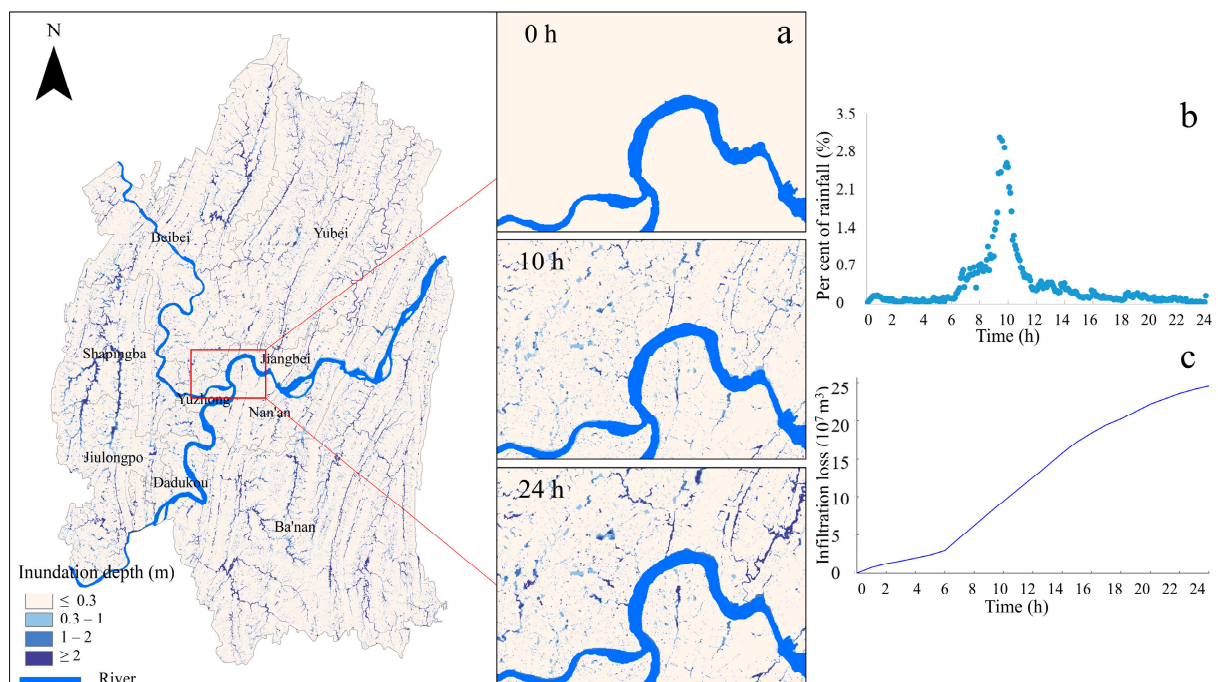 N
Beibei
Yubei
Shapingba
Jiangbei
Yuzhong
Nan'an
Jiulongpo
Dadukou
Ba'nan
Inundation depth (m)
≤ 0.3
0.3 – 1
1 – 2
≥ 2
River
0 h
a
10 h
24 h
b
Per cent of rainfall (%)
3.5
2.8
2.1
1.4
0.7
0
0 2 4 6 8 10 12 14 16 18 20 22 24
Time (h)
c
Infiltration loss (10⁷ m³)
25
20
15
10
5
0
0 2 4 6 8 10 12 14 16 18 20 22 24
Time (h)